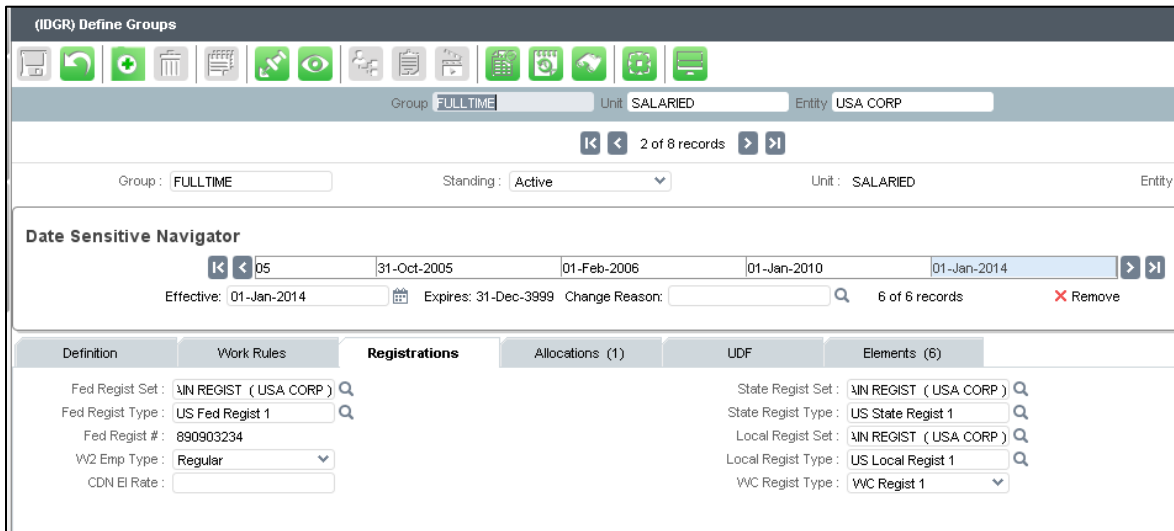 (IDGR) Define Groups
Group FULLTIME Unit SALARIED Entity USA CORP
2 of 8 records
Group : FULLTIME Standing : Active Unit : SALARIED Entity
Date Sensitive Navigator
05 31-Oct-2005 01-Feb-2006 01-Jan-2010 01-Jan-2014
Effective: 01-Jan-2014 Expires: 31-Dec-3999 Change Reason: 6 of 6 records Remove
Definition Work Rules Registrations Allocations (1) UDF Elements (6)
Fed Regist Set : AIN REGIST ( USA CORP ) State Regist Set : AIN REGIST ( USA CORP )
Fed Regist Type : US Fed Regist 1 State Regist Type : US State Regist 1
Fed Regist # : 890903234 Local Regist Set : AIN REGIST ( USA CORP )
W2 Emp Type : Regular Local Regist Type : US Local Regist 1
CDN EI Rate : WC Regist Type : WC Regist 1